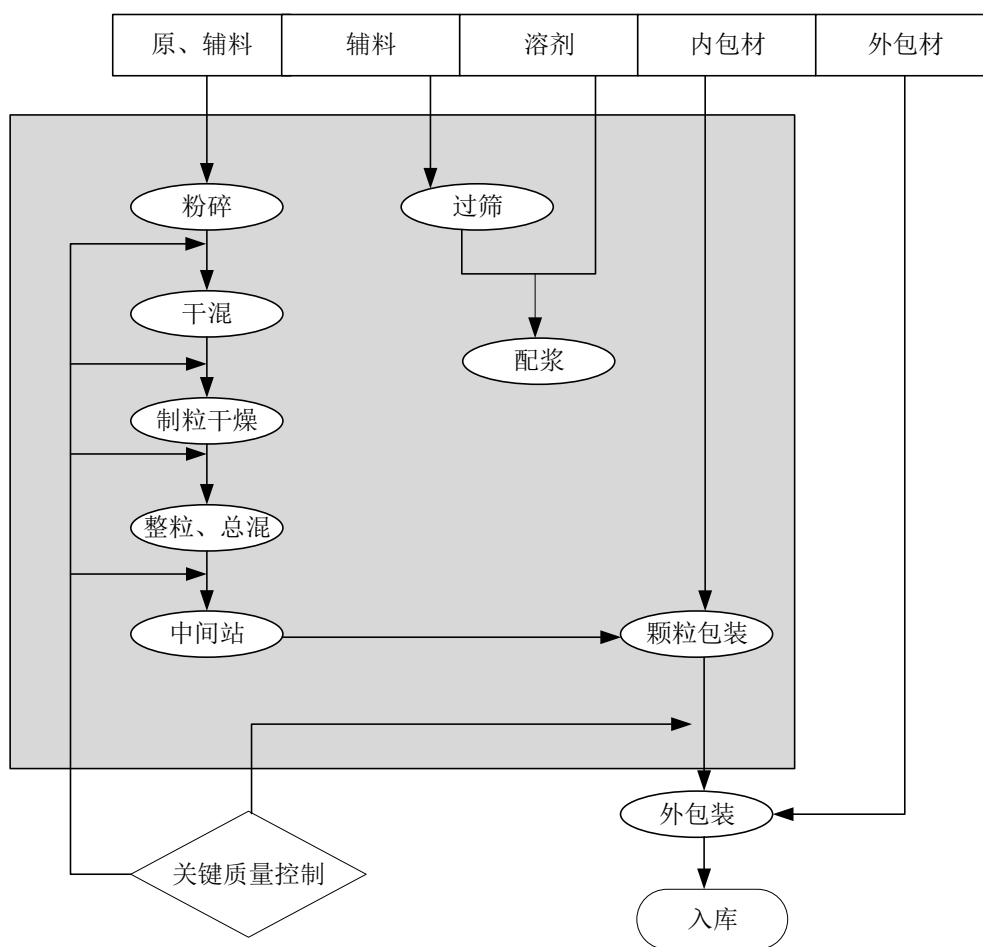 原、辅料
辅料
溶剂
内包材
外包材
粉碎
过筛
干混
配浆
制粒干燥
整粒、总混
中间站
颗粒包装
外包装
关键质量控制
入库